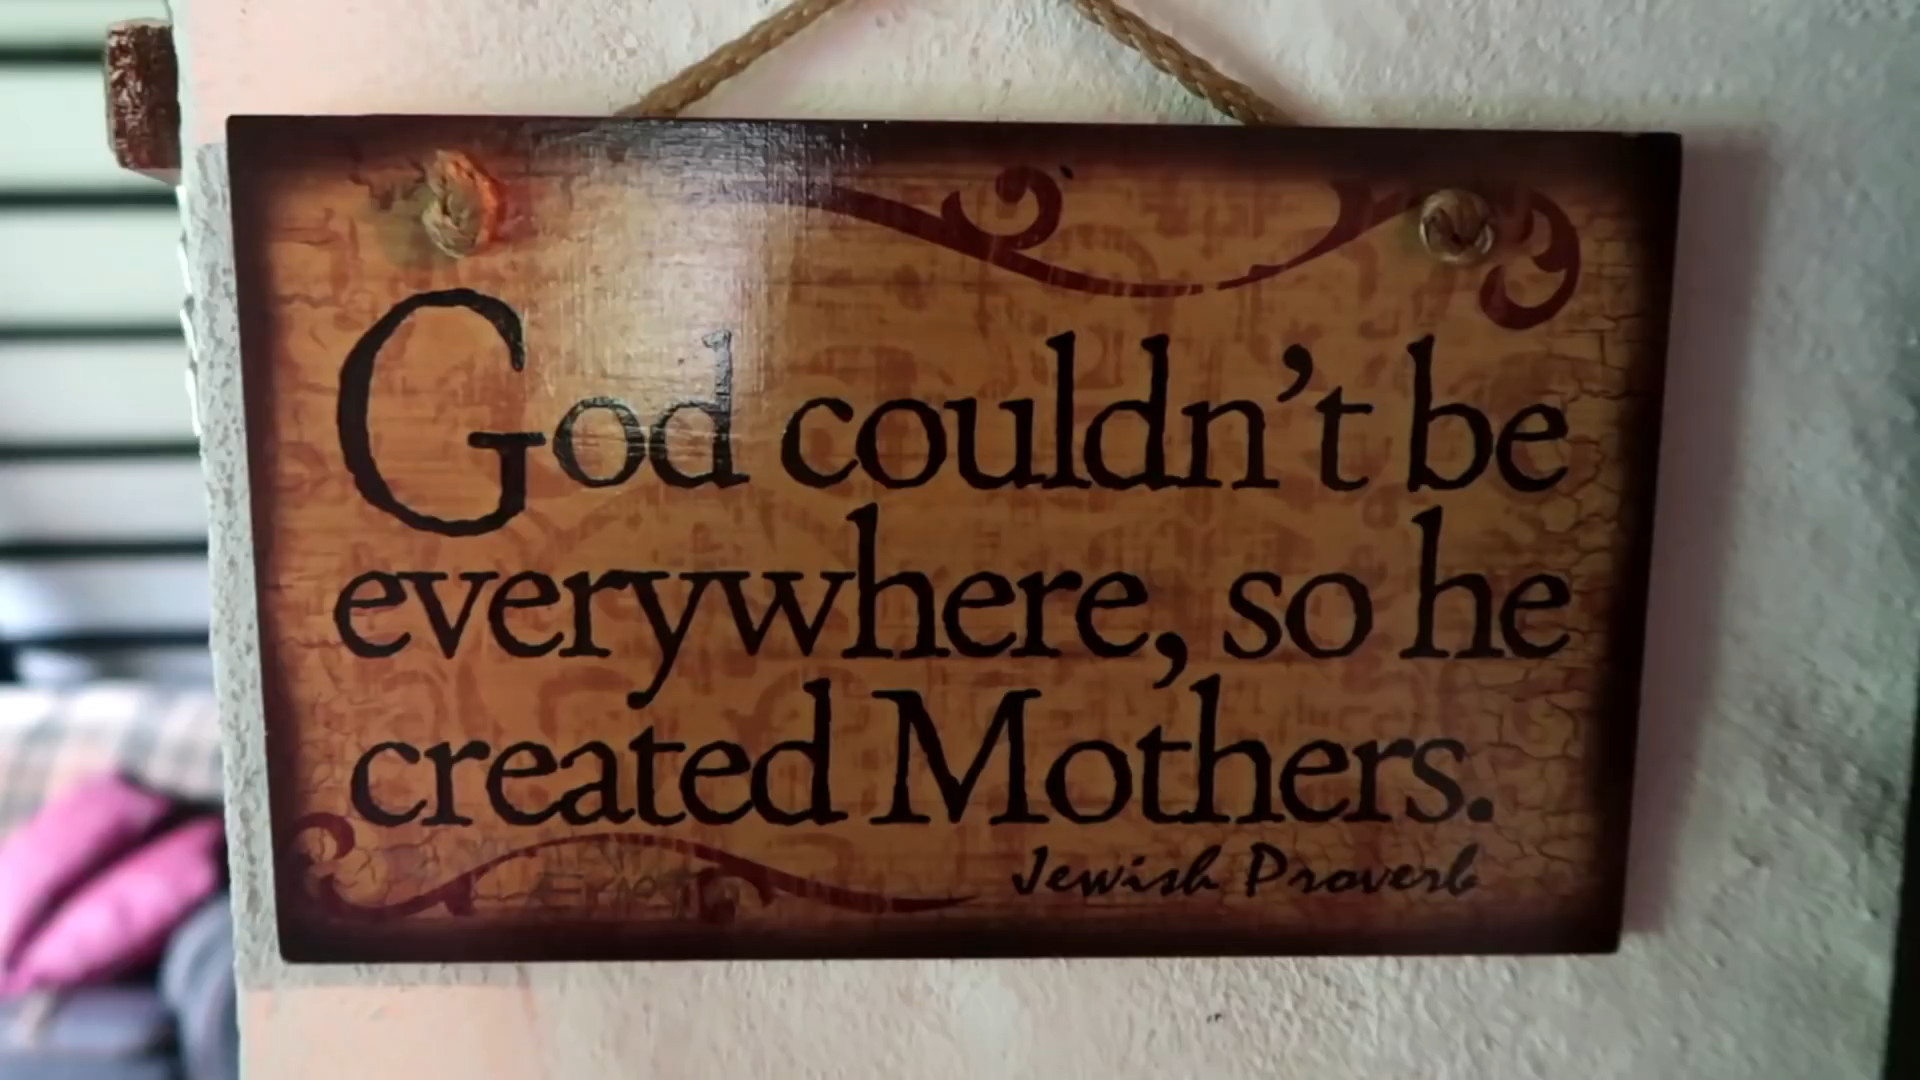 God couldn't be
everywhere, so he
created Mothers.
Jewish Proverb